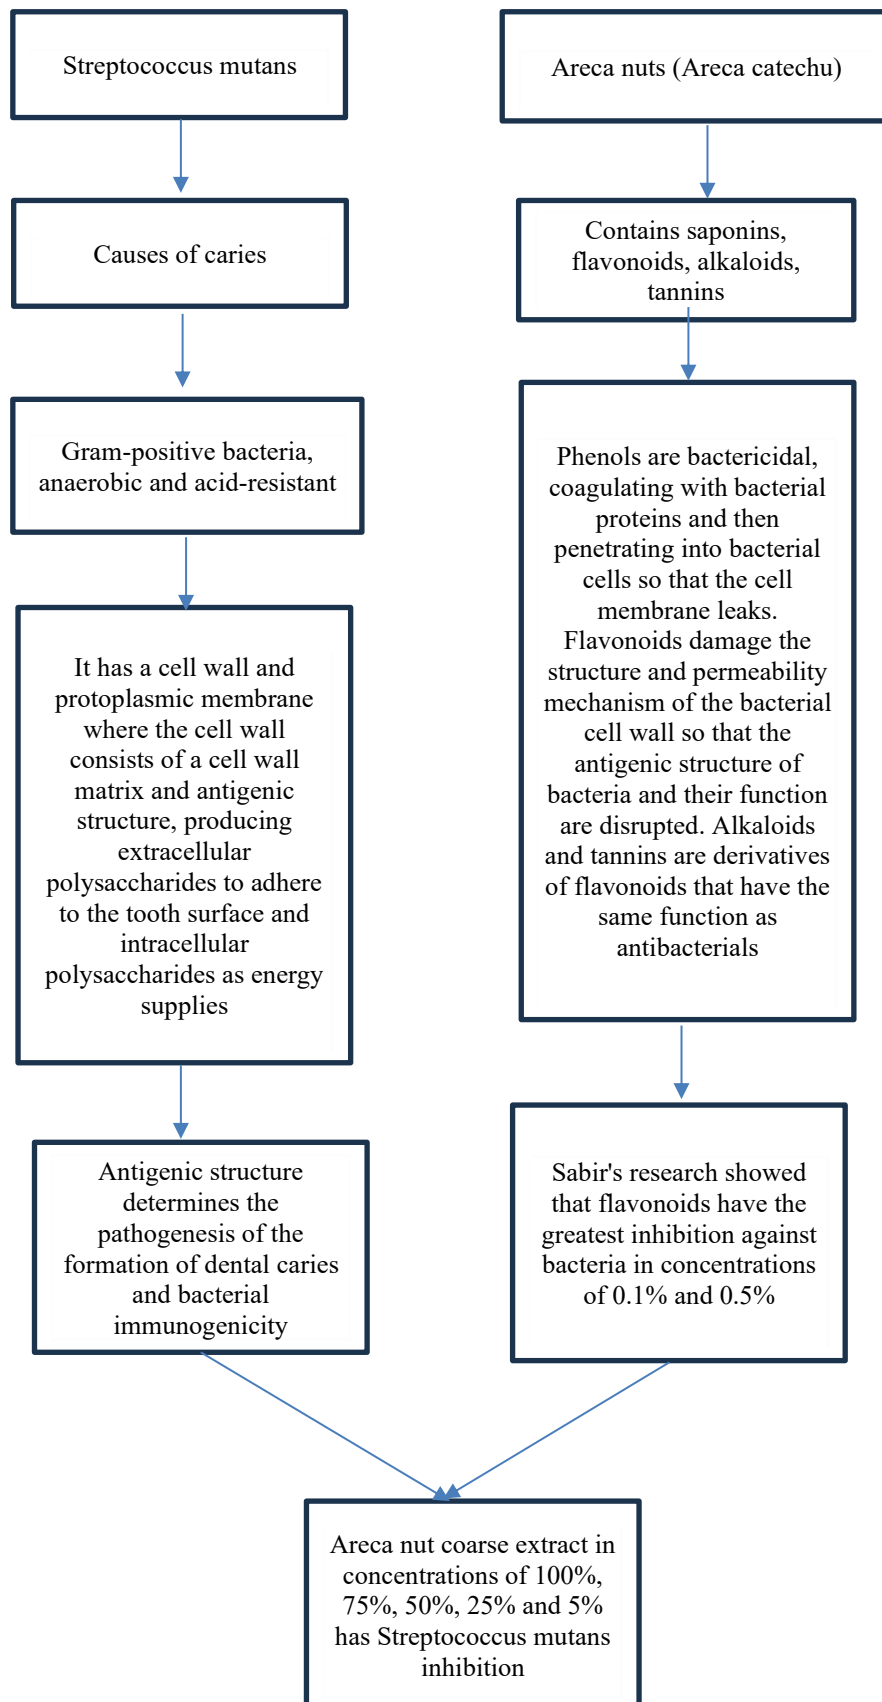 Streptococcus mutans
Causes of caries
Gram-positive bacteria,
anaerobic and acid-resistant
It has a cell wall and
protoplasmic membrane
where the cell wall
consists of a cell wall
matrix and antigenic
structure, producing
extracellular
polysaccharides to adhere
to the tooth surface and
intracellular
polysaccharides as energy
supplies
Antigenic structure
determines the
pathogenesis of the
formation of dental caries
and bacterial
immunogenicity
Areca nuts (Areca catechu)
Contains saponins,
flavonoids, alkaloids,
tannins
Phenols are bactericidal,
coagulating with bacterial
proteins and then
penetrating into bacterial
cells so that the cell
membrane leaks.
Flavonoids damage the
structure and permeability
mechanism of the bacterial
cell wall so that the
antigenic structure of
bacteria and their function
are disrupted. Alkaloids
and tannins are derivatives
of flavonoids that have the
same function as
antibacterials
Sabir's research showed
that flavonoids have the
greatest inhibition against
bacteria in concentrations
of 0.1% and 0.5%
Areca nut coarse extract in
concentrations of 100%,
75%, 50%, 25% and 5%
has Streptococcus mutans
inhibition